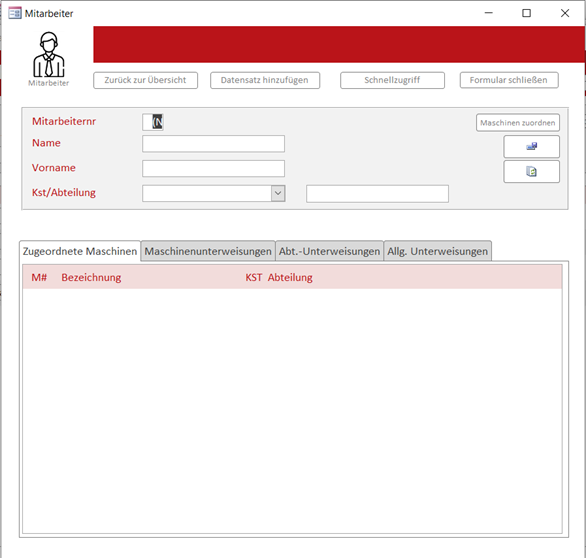 Mitarbeiter
Mitarbeiter
Zurück zur Übersicht Datensatz hinzufügen Schnellzugriff Formular schließen
Mitarbeiternr (N
Maschinen zuordnen
Name
Vorname
Kst/Abteilung
Zugeordnete Maschinen Maschinenunterweisungen Abt.-Unterweisungen Allg. Unterweisungen
M# Bezeichnung KST Abteilung